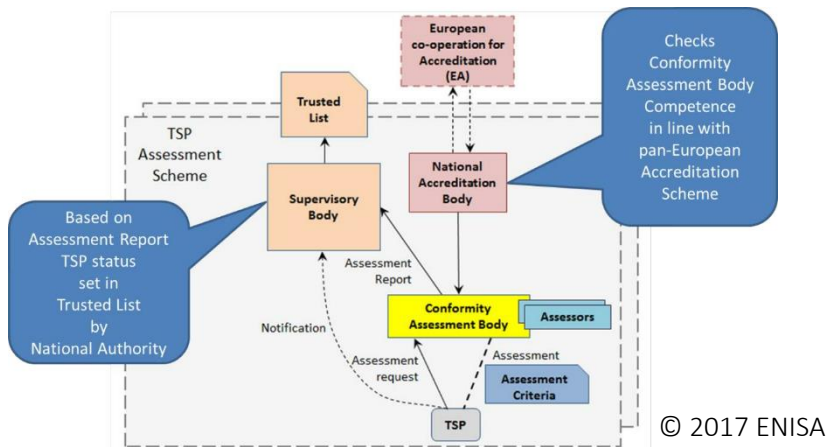 European
co-operation for
Accreditation
(EA)
Checks
Conformity
Assessment Body
Competence
in line with
pan-European
Accreditation
Scheme
Trusted
List
TSP
Assessment
Scheme
National
Accreditation
Body
Supervisory
Body
Based on
Assessment Report
TSP status
set in
Trusted List
by
National Authority
Assessment
Report
Conformity
Assessment Body
Assessors
Notification
Assessment
request
Assessment
Assessment
Criteria
TSP
© 2017 ENISA